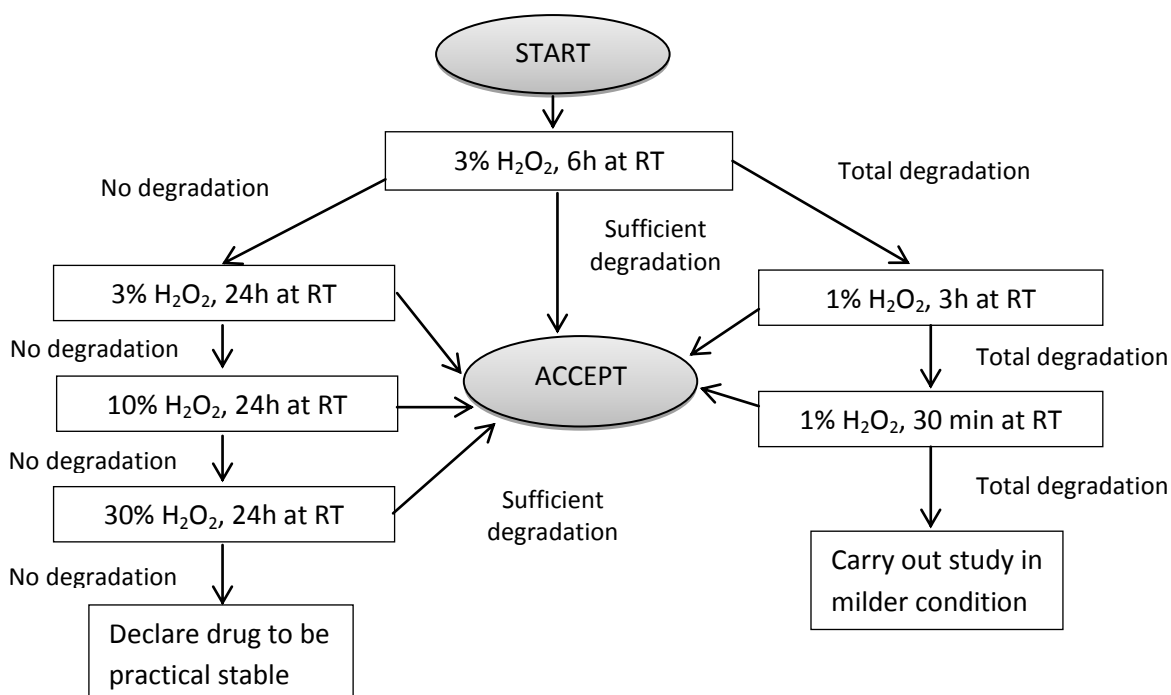 START
3% H₂O₂, 6h at RT
No degradation
Total degradation
Sufficient
degradation
3% H₂O₂, 24h at RT
1% H₂O₂, 3h at RT
No degradation
Total degradation
ACCEPT
10% H₂O₂, 24h at RT
1% H₂O₂, 30 min at RT
No degradation
Total degradation
30% H₂O₂, 24h at RT
Sufficient
degradation
No degradation
Carry out study in
milder condition
Declare drug to be
practical stable